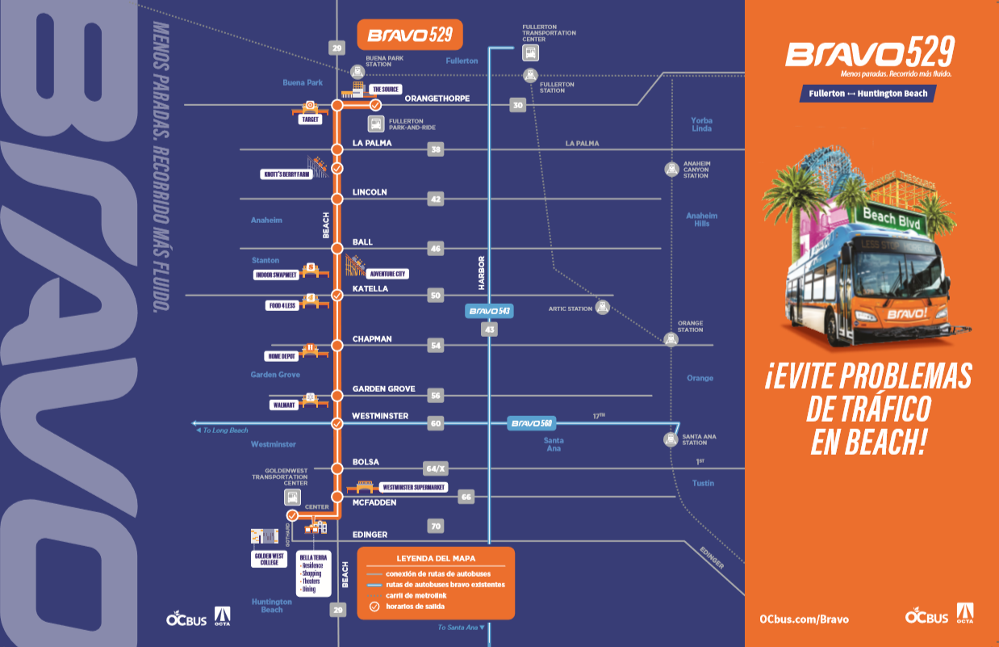 BRAVO
MENOS PARADAS. RECORRIDO MÁS FLUIDO.
BRAVO 529
29
BUENA PARK
STATION
Fullerton
FULLERTON
TRANSPORTATION
CENTER
FULLERTON
STATION
Buena Park
THE SOURCE
ORANGETHORPE
30
TARGET
FULLERTON
PARK-AND-RIDE
Yorba
Linda
LA PALMA
38
LA PALMA
KNOTT'S BERRY FARM
ANAHEIM
CANYON
STATION
LINCOLN
42
Anaheim
BEACH
Anaheim
Hills
BALL
46
Stanton
INDOOR SWAPMEET
ADVENTURE CITY
HARBOR
KATELLA
50
FOOD 4 LESS
BRAVO 543
43
ARTIC STATION
ORANGE
STATION
CHAPMAN
54
HOME DEPOT
Garden Grove
Orange
GARDEN GROVE
56
WALMART
WESTMINSTER
60
BRAVO 560
17TH
To Long Beach
Westminster
Santa
Ana
SANTA ANA
STATION
BOLSA
64/X
1ST
GOLDENWEST
TRANSPORTATION
CENTER
WESTMINSTER SUPERMARKET
Tustin
66
MCFADDEN
CENTER
GOTHARD
70
EDINGER
EDINGER
GOLDEN WEST
COLLEGE
BELLA TERRA
• Residence
• Shopping
• Theaters
• Dining
BEACH
Huntington
Beach
29
LEYENDA DEL MAPA
conexión de rutas de autobuses
rutas de autobuses bravo existentes
carril de metrolink
horarios de salida
To Santa Ana
OC BUS
OCTA
BRAVO 529
Menos paradas. Recorrido más fluido.
Fullerton ↔ Huntington Beach
THE SOURCE
Beach Blvd
BRAVO!
¡EVITE PROBLEMAS
DE TRÁFICO
EN BEACH!
OCbus.com/Bravo
OC BUS
OCTA